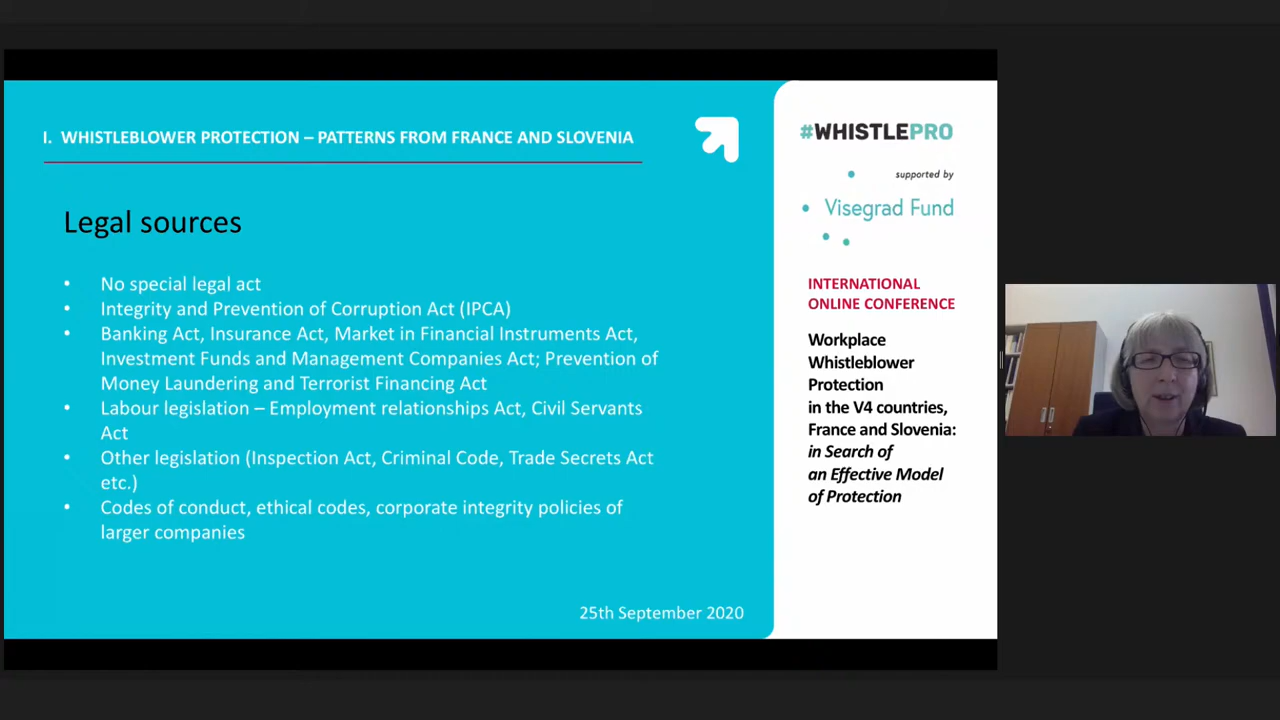 I. WHISTLEBLOWER PROTECTION – PATTERNS FROM FRANCE AND SLOVENIA
Legal sources
• No special legal act
• Integrity and Prevention of Corruption Act (IPCA)
• Banking Act, Insurance Act, Market in Financial Instruments Act,
Investment Funds and Management Companies Act; Prevention of
Money Laundering and Terrorist Financing Act
• Labour legislation – Employment relationships Act, Civil Servants
Act
• Other legislation (Inspection Act, Criminal Code, Trade Secrets Act
etc.)
• Codes of conduct, ethical codes, corporate integrity policies of
larger companies
25th September 2020
#WHISTLEPRO
supported by
Visegrad Fund
INTERNATIONAL
ONLINE CONFERENCE
Workplace
Whistleblower
Protection
in the V4 countries,
France and Slovenia:
in Search of
an Effective Model
of Protection